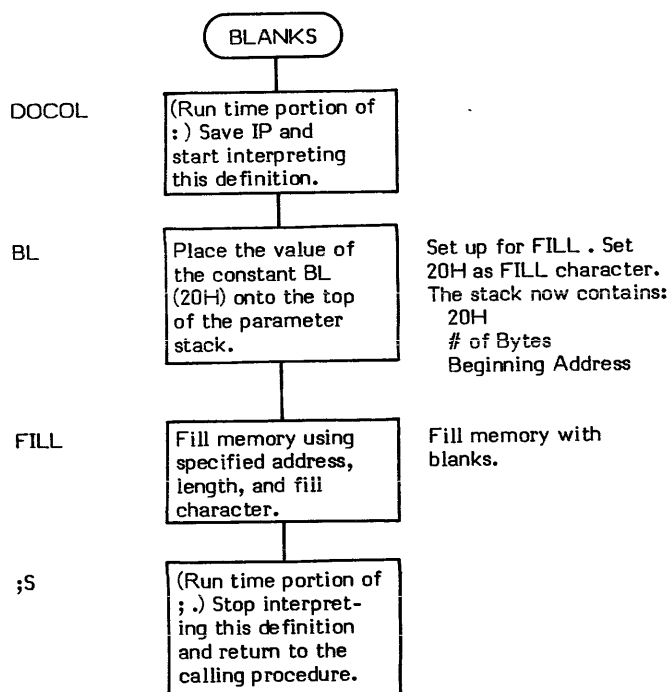 BLANKS
DOCOL
(Run time portion of
: ) Save IP and
start interpreting
this definition.
BL
Place the value of
the constant BL
(20H) onto the top
of the parameter
stack.
Set up for FILL . Set
20H as FILL character.
The stack now contains:
20H
# of Bytes
Beginning Address
FILL
Fill memory using
specified address,
length, and fill
character.
Fill memory with
blanks.
;S
(Run time portion of
; .) Stop interpret-
ing this definition
and return to the
calling procedure.